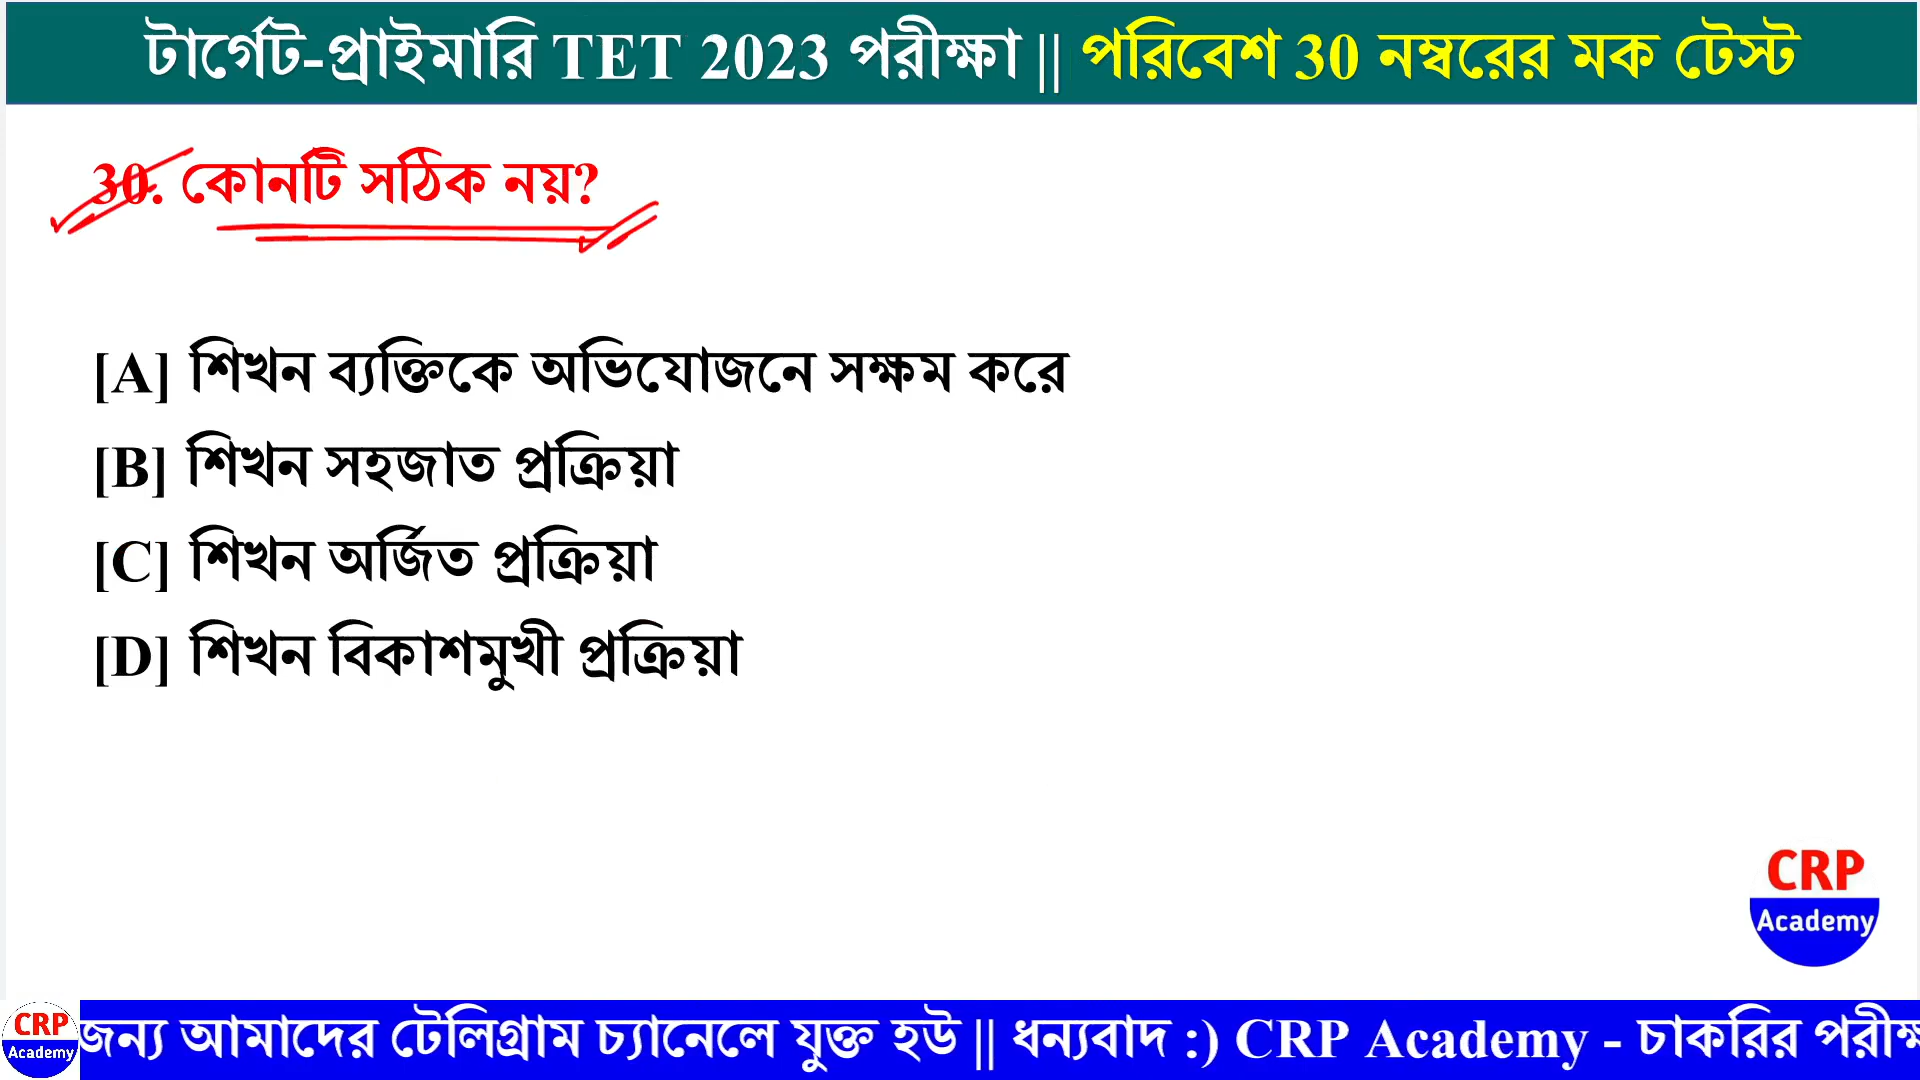 টার্গেট-প্রাইমারি TET 2023 পরীক্ষা || পরিবেশ 30 নম্বরের মক টেস্ট
30. কোনটি সঠিক নয়?
[A] শিখন ব্যক্তিকে অভিযোজনে সক্ষম করে
[B] শিখন সহজাত প্রক্রিয়া
[C] শিখন অর্জিত প্রক্রিয়া
[D] শিখন বিকাশমুখী প্রক্রিয়া
CRP
Academy
CRP
Academy
জন্য আমাদের টেলিগ্রাম চ্যানেলে যুক্ত হউ || ধন্যবাদ :) CRP Academy - চাকরির